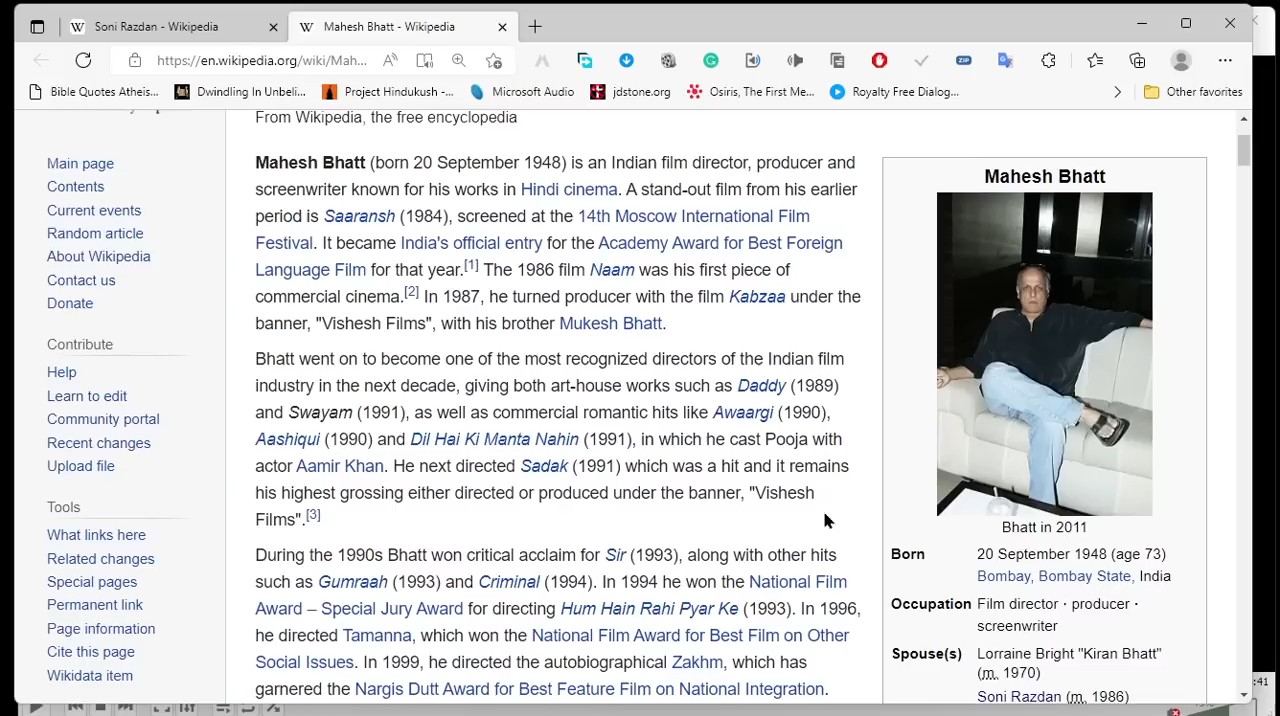 Soni Razdan - Wikipedia
Mahesh Bhatt - Wikipedia
https://en.wikipedia.org/wiki/Mah...
Bible Quotes Atheis...
Dwindling In Unbeli...
Project Hindukush -...
Microsoft Audio
jdstone.org
Osiris, The First Me...
Royalty Free Dialog...
Other favorites
Main page
Contents
Current events
Random article
About Wikipedia
Contact us
Donate
Contribute
Help
Learn to edit
Community portal
Recent changes
Upload file
Tools
What links here
Related changes
Special pages
Permanent link
Page information
Cite this page
Wikidata item
From Wikipedia, the free encyclopedia
Mahesh Bhatt (born 20 September 1948) is an Indian film director, producer and
screenwriter known for his works in Hindi cinema. A stand-out film from his earlier
period is Saaransh (1984), screened at the 14th Moscow International Film
Festival. It became India's official entry for the Academy Award for Best Foreign
Language Film for that year.[1] The 1986 film Naam was his first piece of
commercial cinema.[2] In 1987, he turned producer with the film Kabzaa under the
banner, "Vishesh Films", with his brother Mukesh Bhatt.
Bhatt went on to become one of the most recognized directors of the Indian film
industry in the next decade, giving both art-house works such as Daddy (1989)
and Swayam (1991), as well as commercial romantic hits like Awaargi (1990),
Aashiqui (1990) and Dil Hai Ki Manta Nahin (1991), in which he cast Pooja with
actor Aamir Khan. He next directed Sadak (1991) which was a hit and it remains
his highest grossing either directed or produced under the banner, "Vishesh
Films".[3]
During the 1990s Bhatt won critical acclaim for Sir (1993), along with other hits
such as Gumraah (1993) and Criminal (1994). In 1994 he won the National Film
Award – Special Jury Award for directing Hum Hain Rahi Pyar Ke (1993). In 1996,
he directed Tamanna, which won the National Film Award for Best Film on Other
Social Issues. In 1999, he directed the autobiographical Zakhm, which has
garnered the Nargis Dutt Award for Best Feature Film on National Integration.
Mahesh Bhatt
Bhatt in 2011
Born 20 September 1948 (age 73)
Bombay, Bombay State, India
Occupation Film director · producer ·
screenwriter
Spouse(s) Lorraine Bright "Kiran Bhatt"
(m. 1970)
Soni Razdan (m. 1986)
:41
ZIP